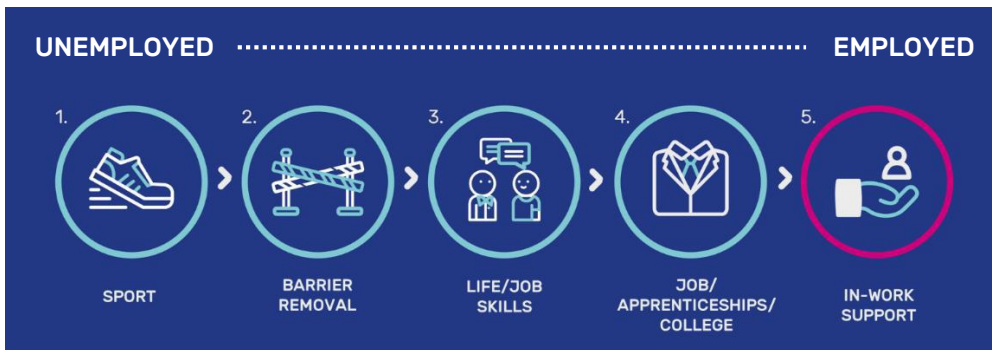 UNEMPLOYED
EMPLOYED
1.
2.
3.
4.
5.
SPORT
BARRIER
REMOVAL
LIFE/JOB
SKILLS
JOB/
APPRENTICESHIPS/
COLLEGE
IN-WORK
SUPPORT